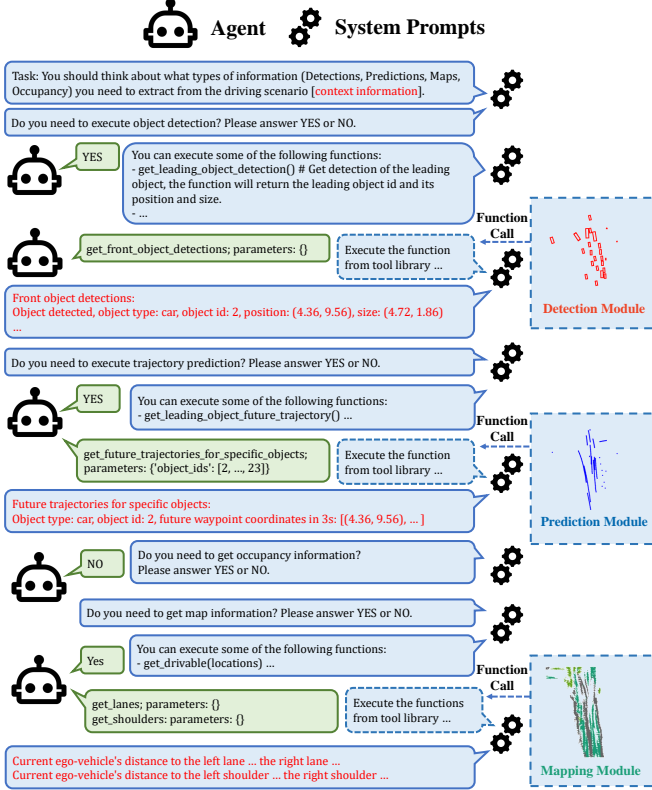 Agent
System Prompts
Task: You should think about what types of information (Detections, Predictions, Maps,
Occupancy) you need to extract from the driving scenario [context information].
Do you need to execute object detection? Please answer YES or NO.
YES
You can execute some of the following functions:
- get_leading_object_detection() # Get detection of the leading
object, the function will return the leading object id and its
position and size.
- ...
Function
Call
get_front_object_detections; parameters: {}
Execute the function
from tool library ...
Detection Module
Front object detections:
Object detected, object type: car, object id: 2, position: (4.36, 9.56), size: (4.72, 1.86)
...
Do you need to execute trajectory prediction? Please answer YES or NO.
YES
You can execute some of the following functions:
- get_leading_object_future_trajectory() ...
Function
Call
get_future_trajectories_for_specific_objects;
parameters: {'object_ids': [2, ..., 23]}
Execute the function
from tool library ...
Prediction Module
Future trajectories for specific objects:
Object type: car, object id: 2, future waypoint coordinates in 3s: [(4.36, 9.56), ... ]
NO
Do you need to get occupancy information?
Please answer YES or NO.
Do you need to get map information? Please answer YES or NO.
Yes
You can execute some of the following functions:
- get_drivable(locations) ...
Function
Call
get_lanes; parameters: {}
get_shoulders: parameters: {}
Execute the functions
from tool library ...
Mapping Module
Current ego-vehicle's distance to the left lane ... the right lane ...
Current ego-vehicle's distance to the left shoulder ... the right shoulder ...